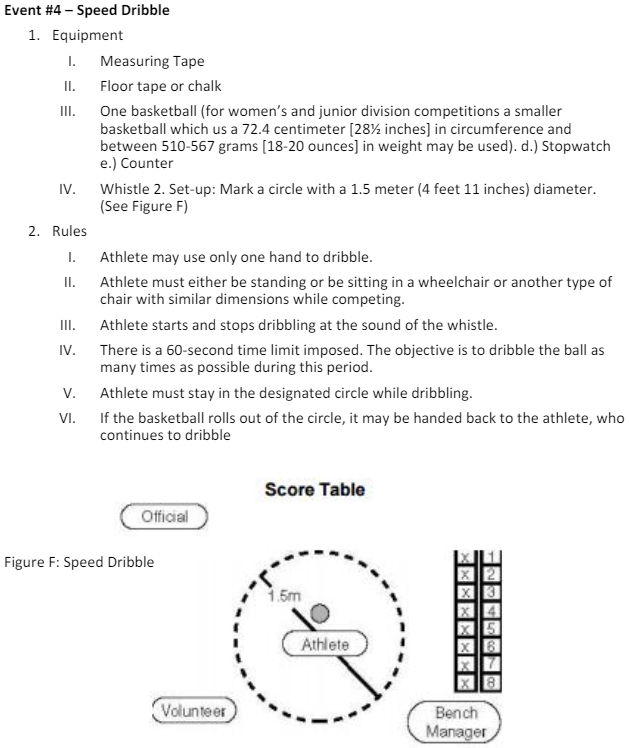 Event #4 – Speed Dribble
1. Equipment
I. Measuring Tape
II. Floor tape or chalk
III. One basketball (for women's and junior division competitions a smaller
basketball which us a 72.4 centimeter [28½ inches] in circumference and
between 510-567 grams [18-20 ounces] in weight may be used). d.) Stopwatch
e.) Counter
IV. Whistle 2. Set-up: Mark a circle with a 1.5 meter (4 feet 11 inches) diameter.
(See Figure F)
2. Rules
I. Athlete may use only one hand to dribble.
II. Athlete must either be standing or be sitting in a wheelchair or another type of
chair with similar dimensions while competing.
III. Athlete starts and stops dribbling at the sound of the whistle.
IV. There is a 60-second time limit imposed. The objective is to dribble the ball as
many times as possible during this period.
V. Athlete must stay in the designated circle while dribbling.
VI. If the basketball rolls out of the circle, it may be handed back to the athlete, who
continues to dribble
Score Table
Official
Figure F: Speed Dribble
1.5m
Athlete
Volunteer
X 1
X 2
X 3
X 4
X 5
X 6
X 7
X 8
Bench
Manager